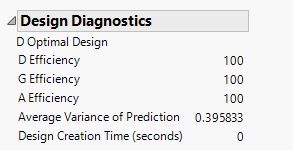 Design Diagnostics
D Optimal Design
D Efficiency 100
G Efficiency 100
A Efficiency 100
Average Variance of Prediction 0.395833
Design Creation Time (seconds) 0